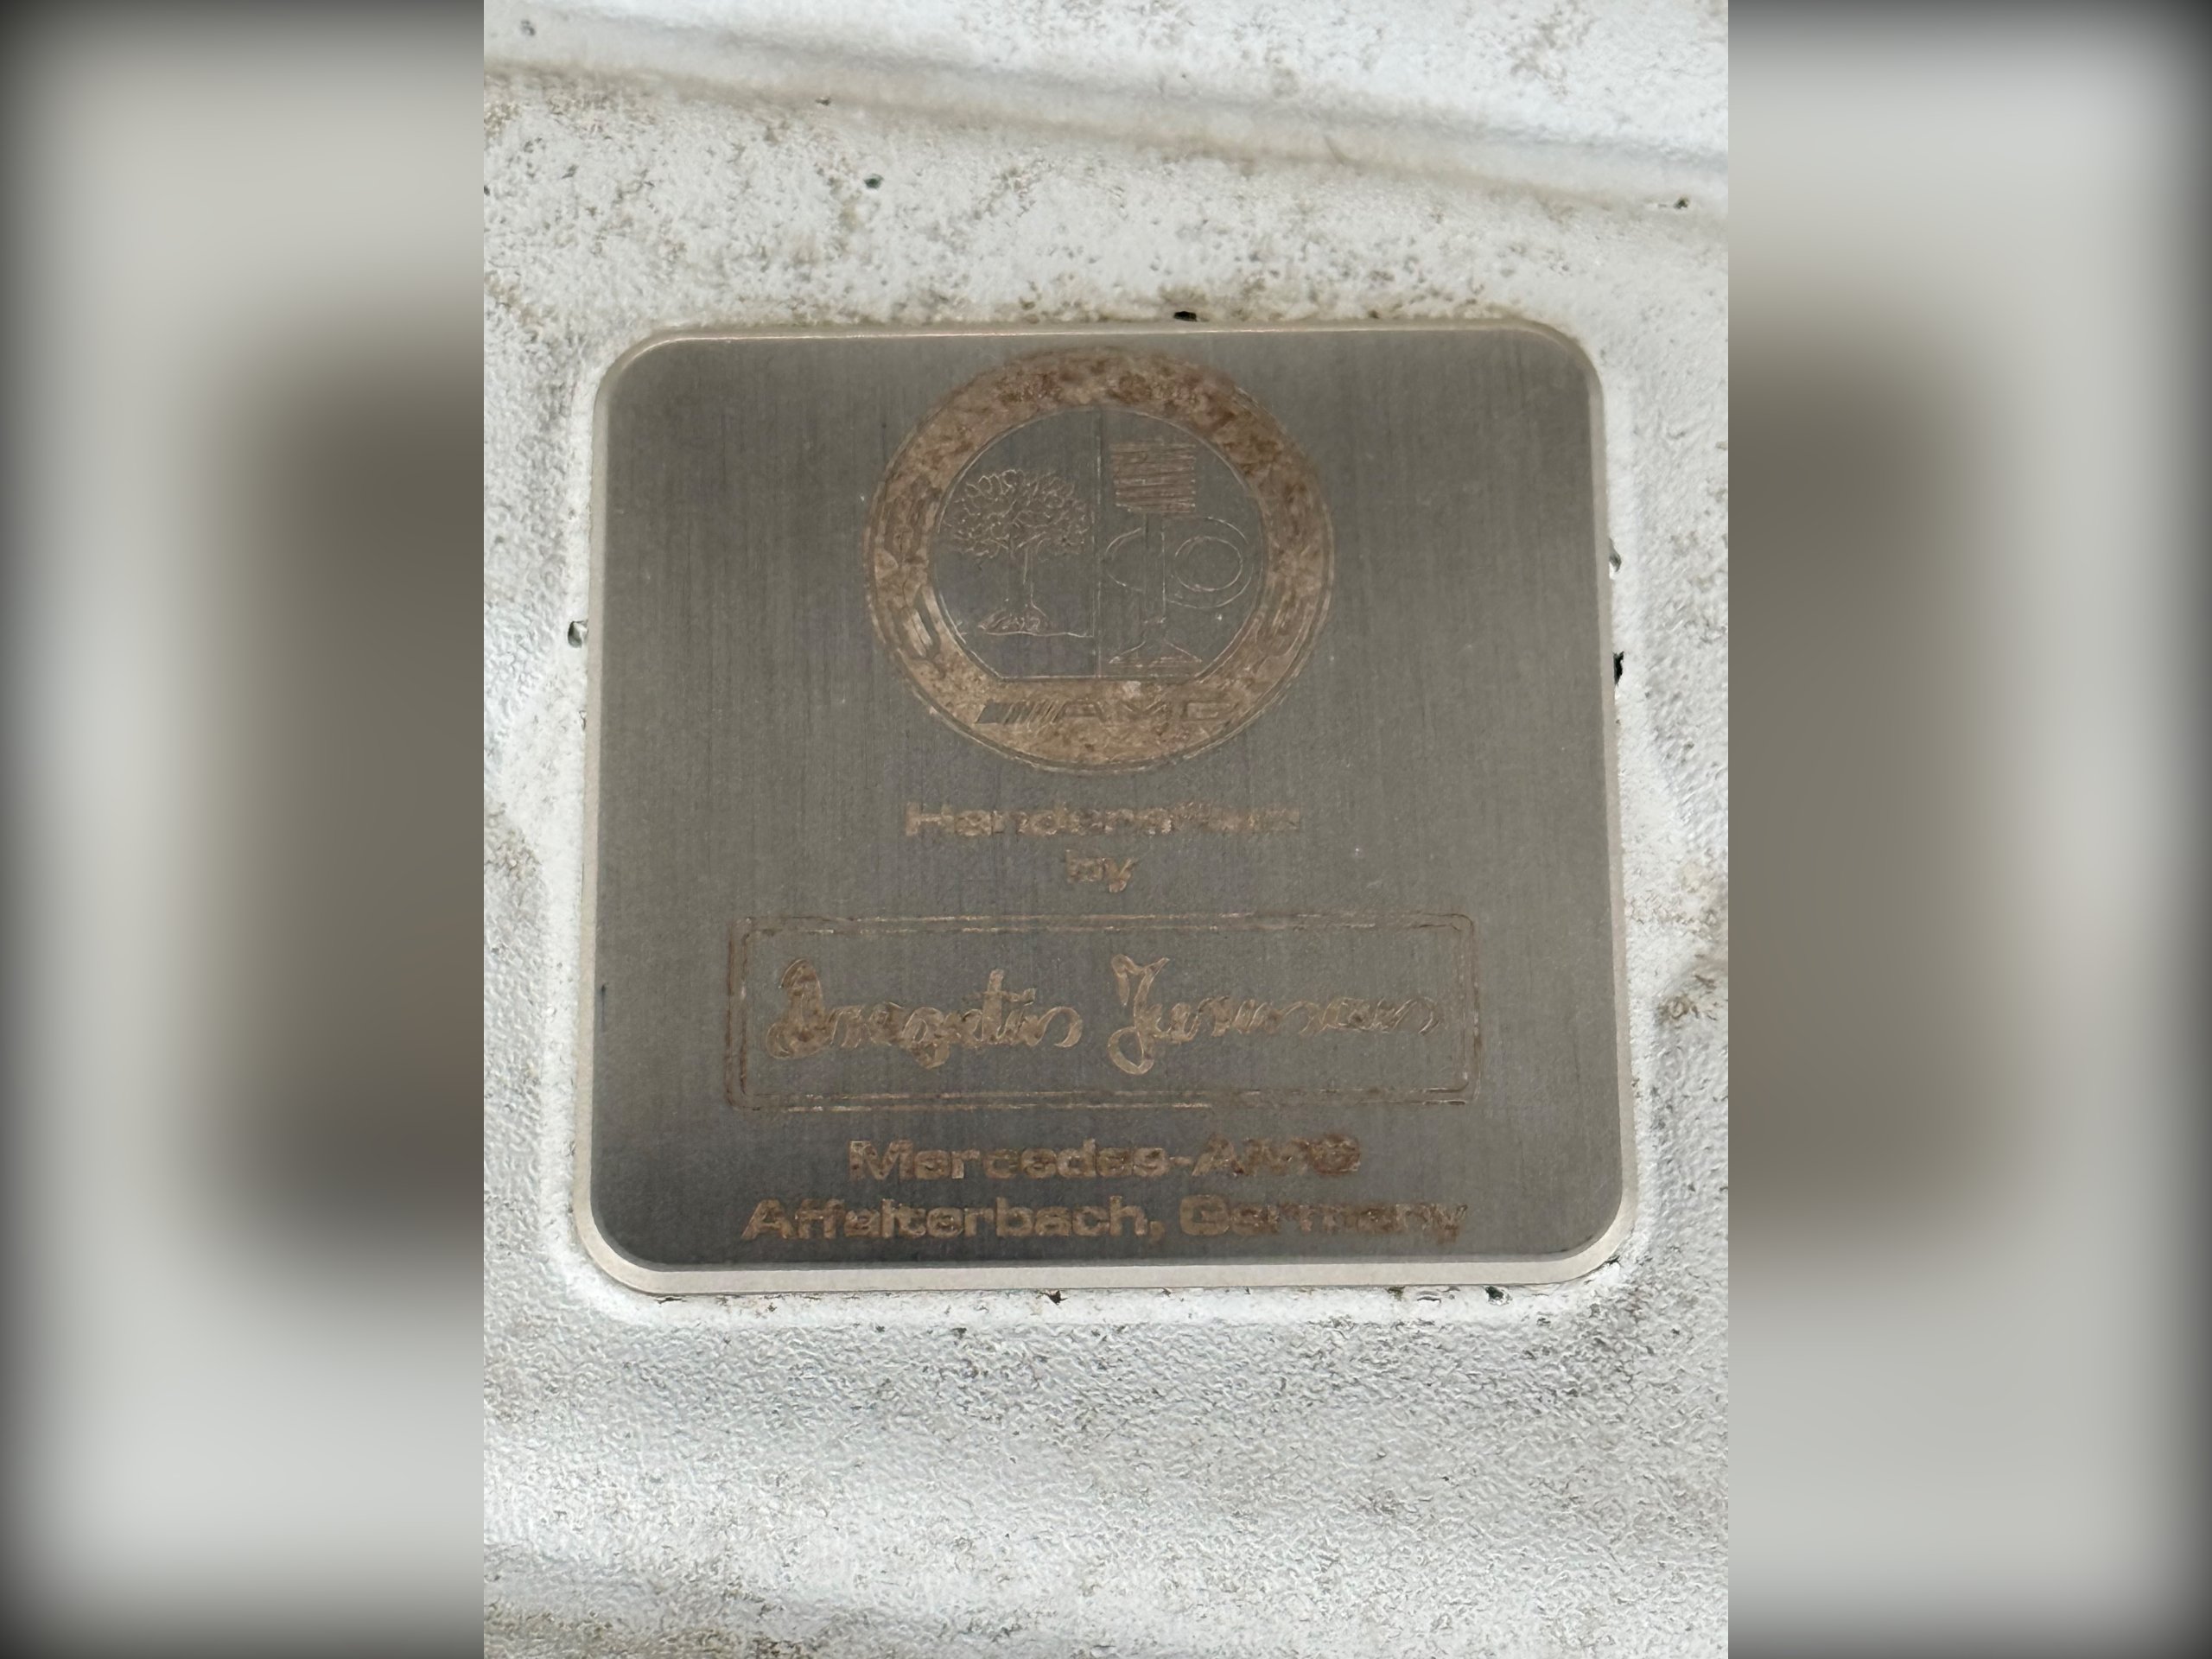 AMG
Handcrafted
by
Mercedes-AMG
Affalterbach, Germany